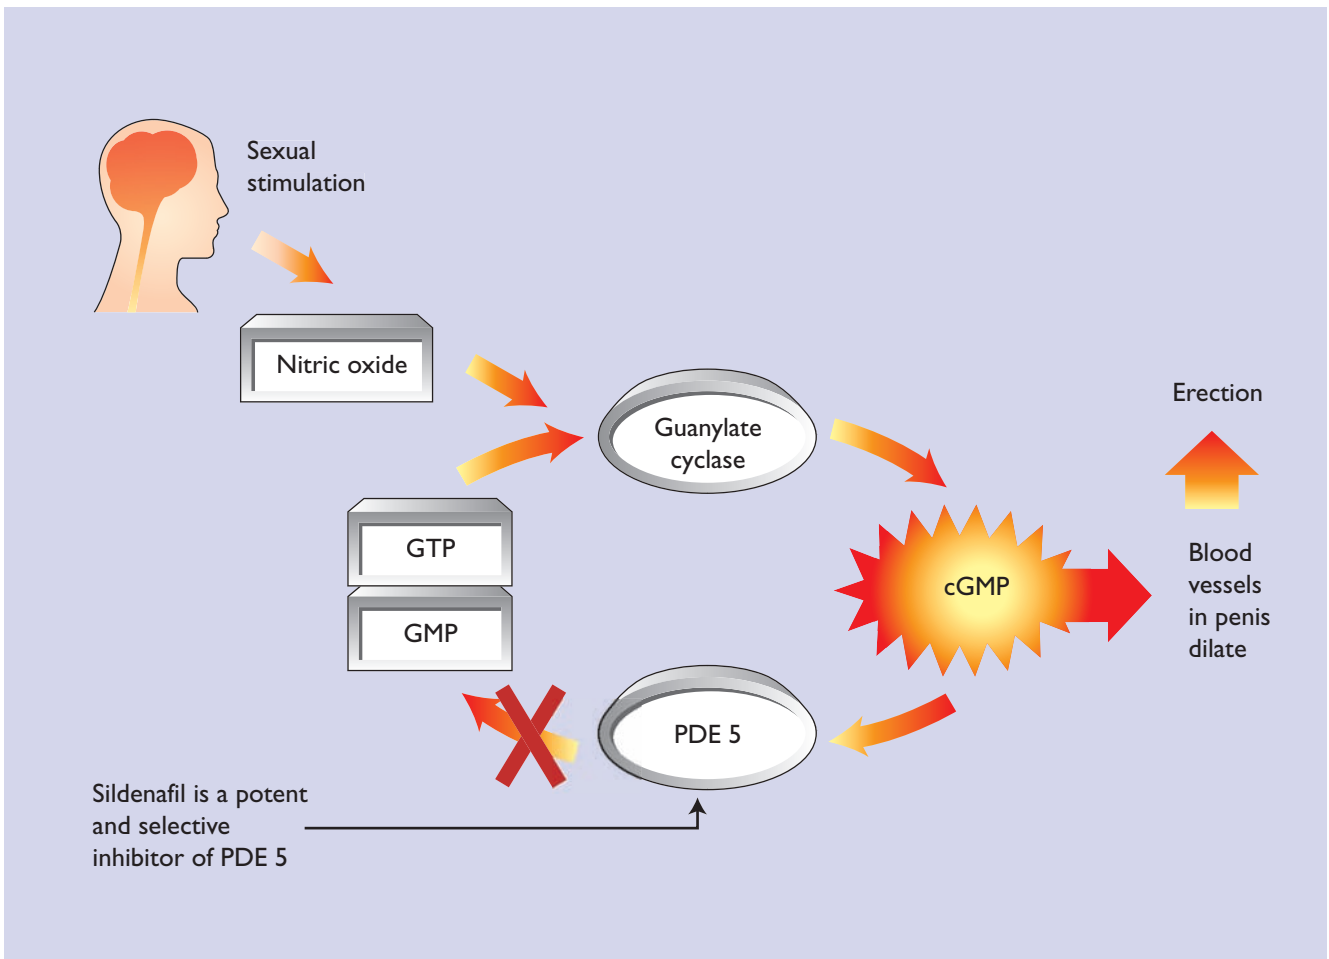 Sexual
stimulation
Nitric oxide
Guanylate
cyclase
Erection
GTP
GMP
cGMP
Blood
vessels
in penis
dilate
PDE 5
Sildenafil is a potent
and selective
inhibitor of PDE 5